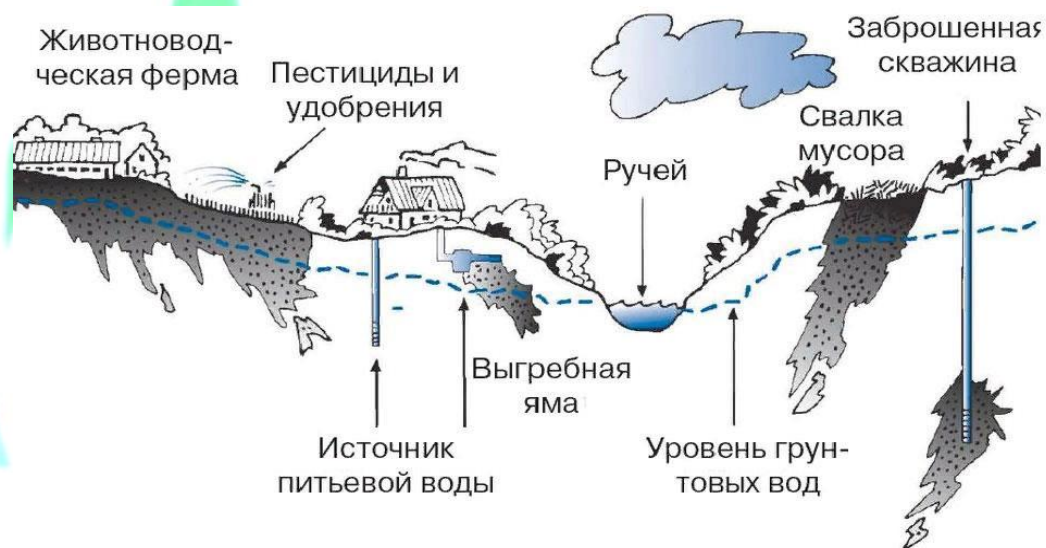 Животновод-
ческая ферма
Пестициды и
удобрения
Заброшенная
скважина
Свалка
мусора
Ручей
Выгребная
яма
Источник
питьевой воды
Уровень грун-
товых вод